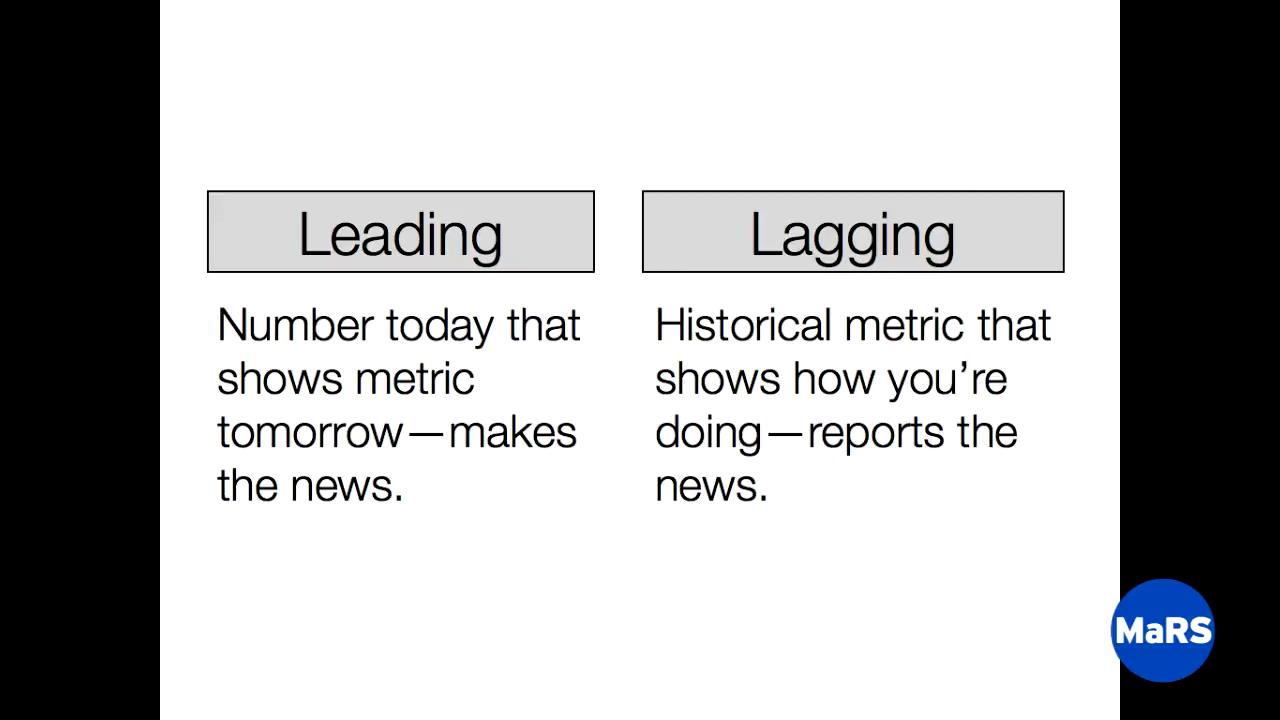 Leading
Number today that
shows metric
tomorrow—makes
the news.
Lagging
Historical metric that
shows how you’re
doing—reports the
news.
MaRS